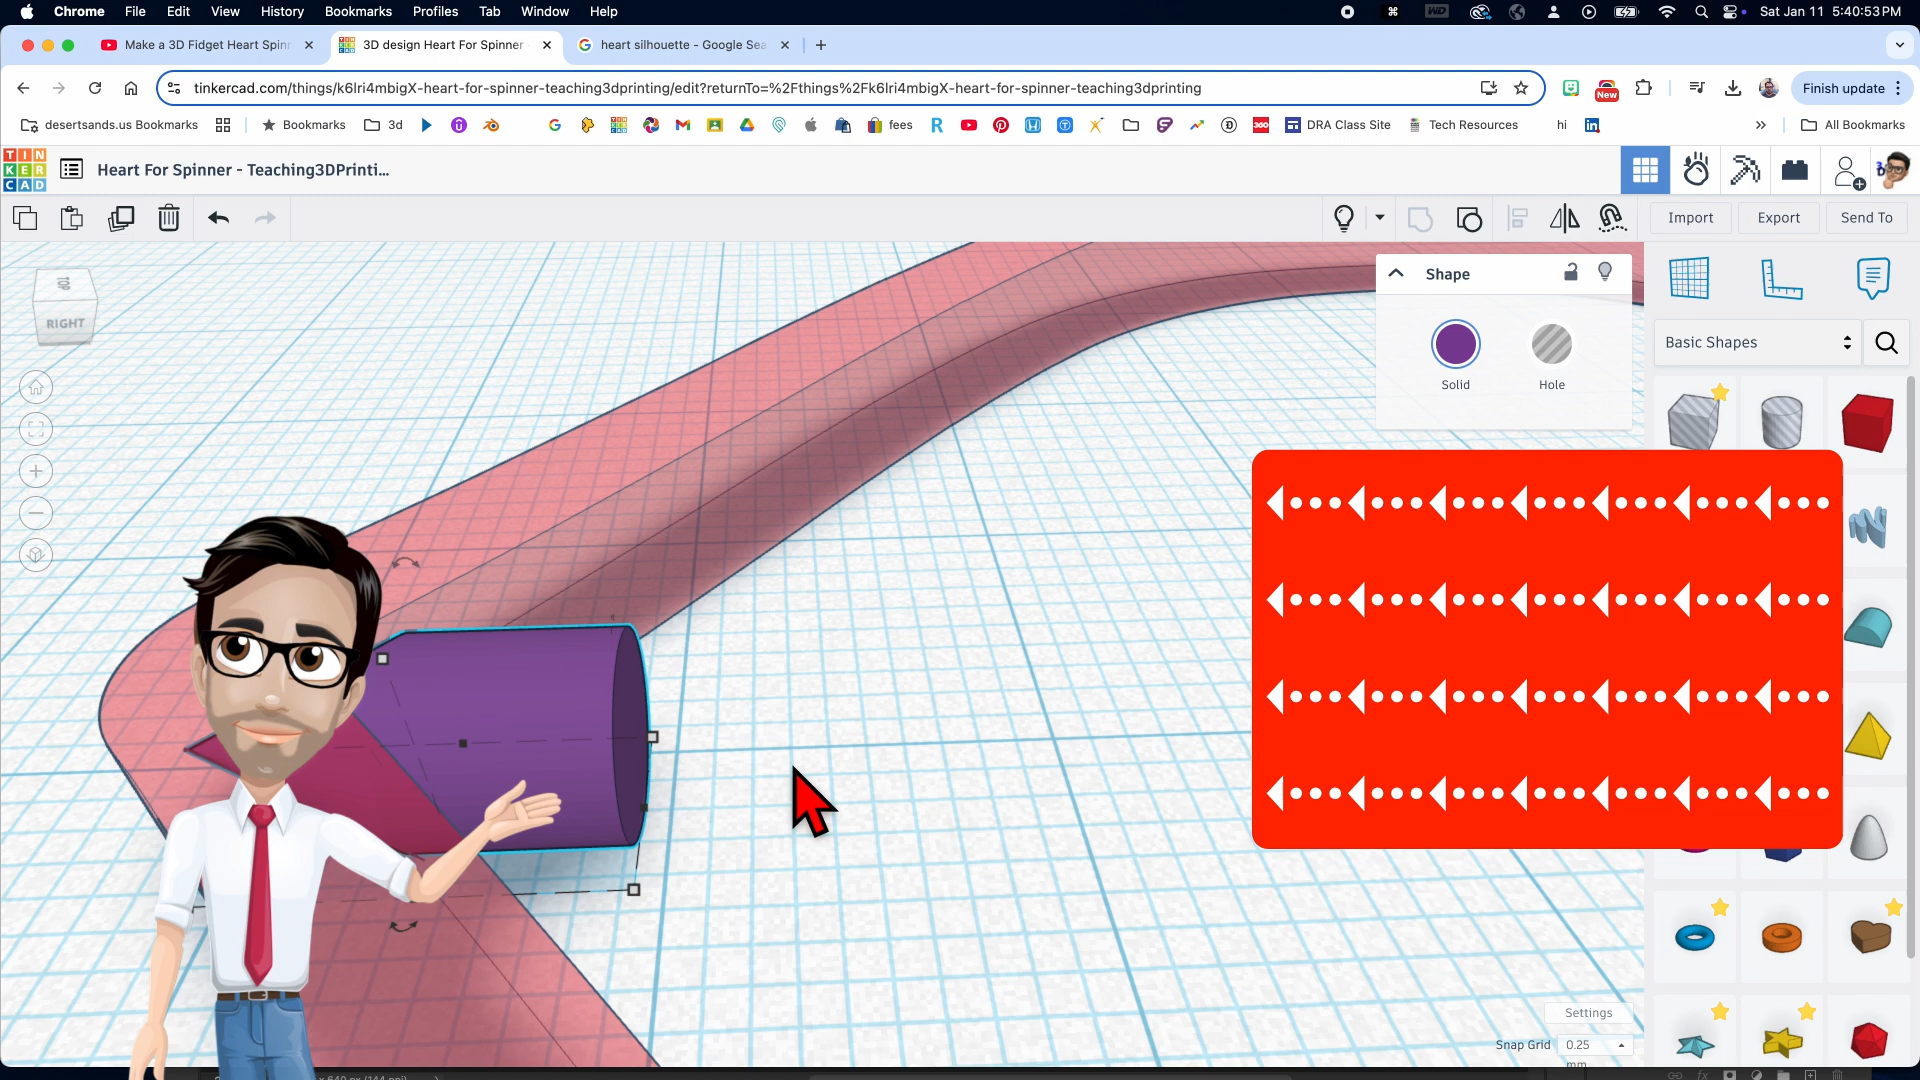 Chrome File Edit View History Bookmarks Profiles Tab Window Help Sat Jan 11 5:40:53 PM
Make a 3D Fidget Heart Spin 3D design Heart For Spinner heart silhouette - Google Sea
tinkercad.com/things/k6lri4mbigX-heart-for-spinner-teaching3dprinting/edit?returnTo=%2Fthings%2Fk6lri4mbigX-heart-for-spinner-teaching3dprinting New Finish update
desertsands.us Bookmarks Bookmarks 3d fees DRA Class Site Tech Resources hi All Bookmarks
TIN
KER
CAD
Heart For Spinner - Teaching3DPrinti...
Import Export Send To
Shape
RIGHT
Solid Hole
Basic Shapes
Settings
Snap Grid 0.25
mm